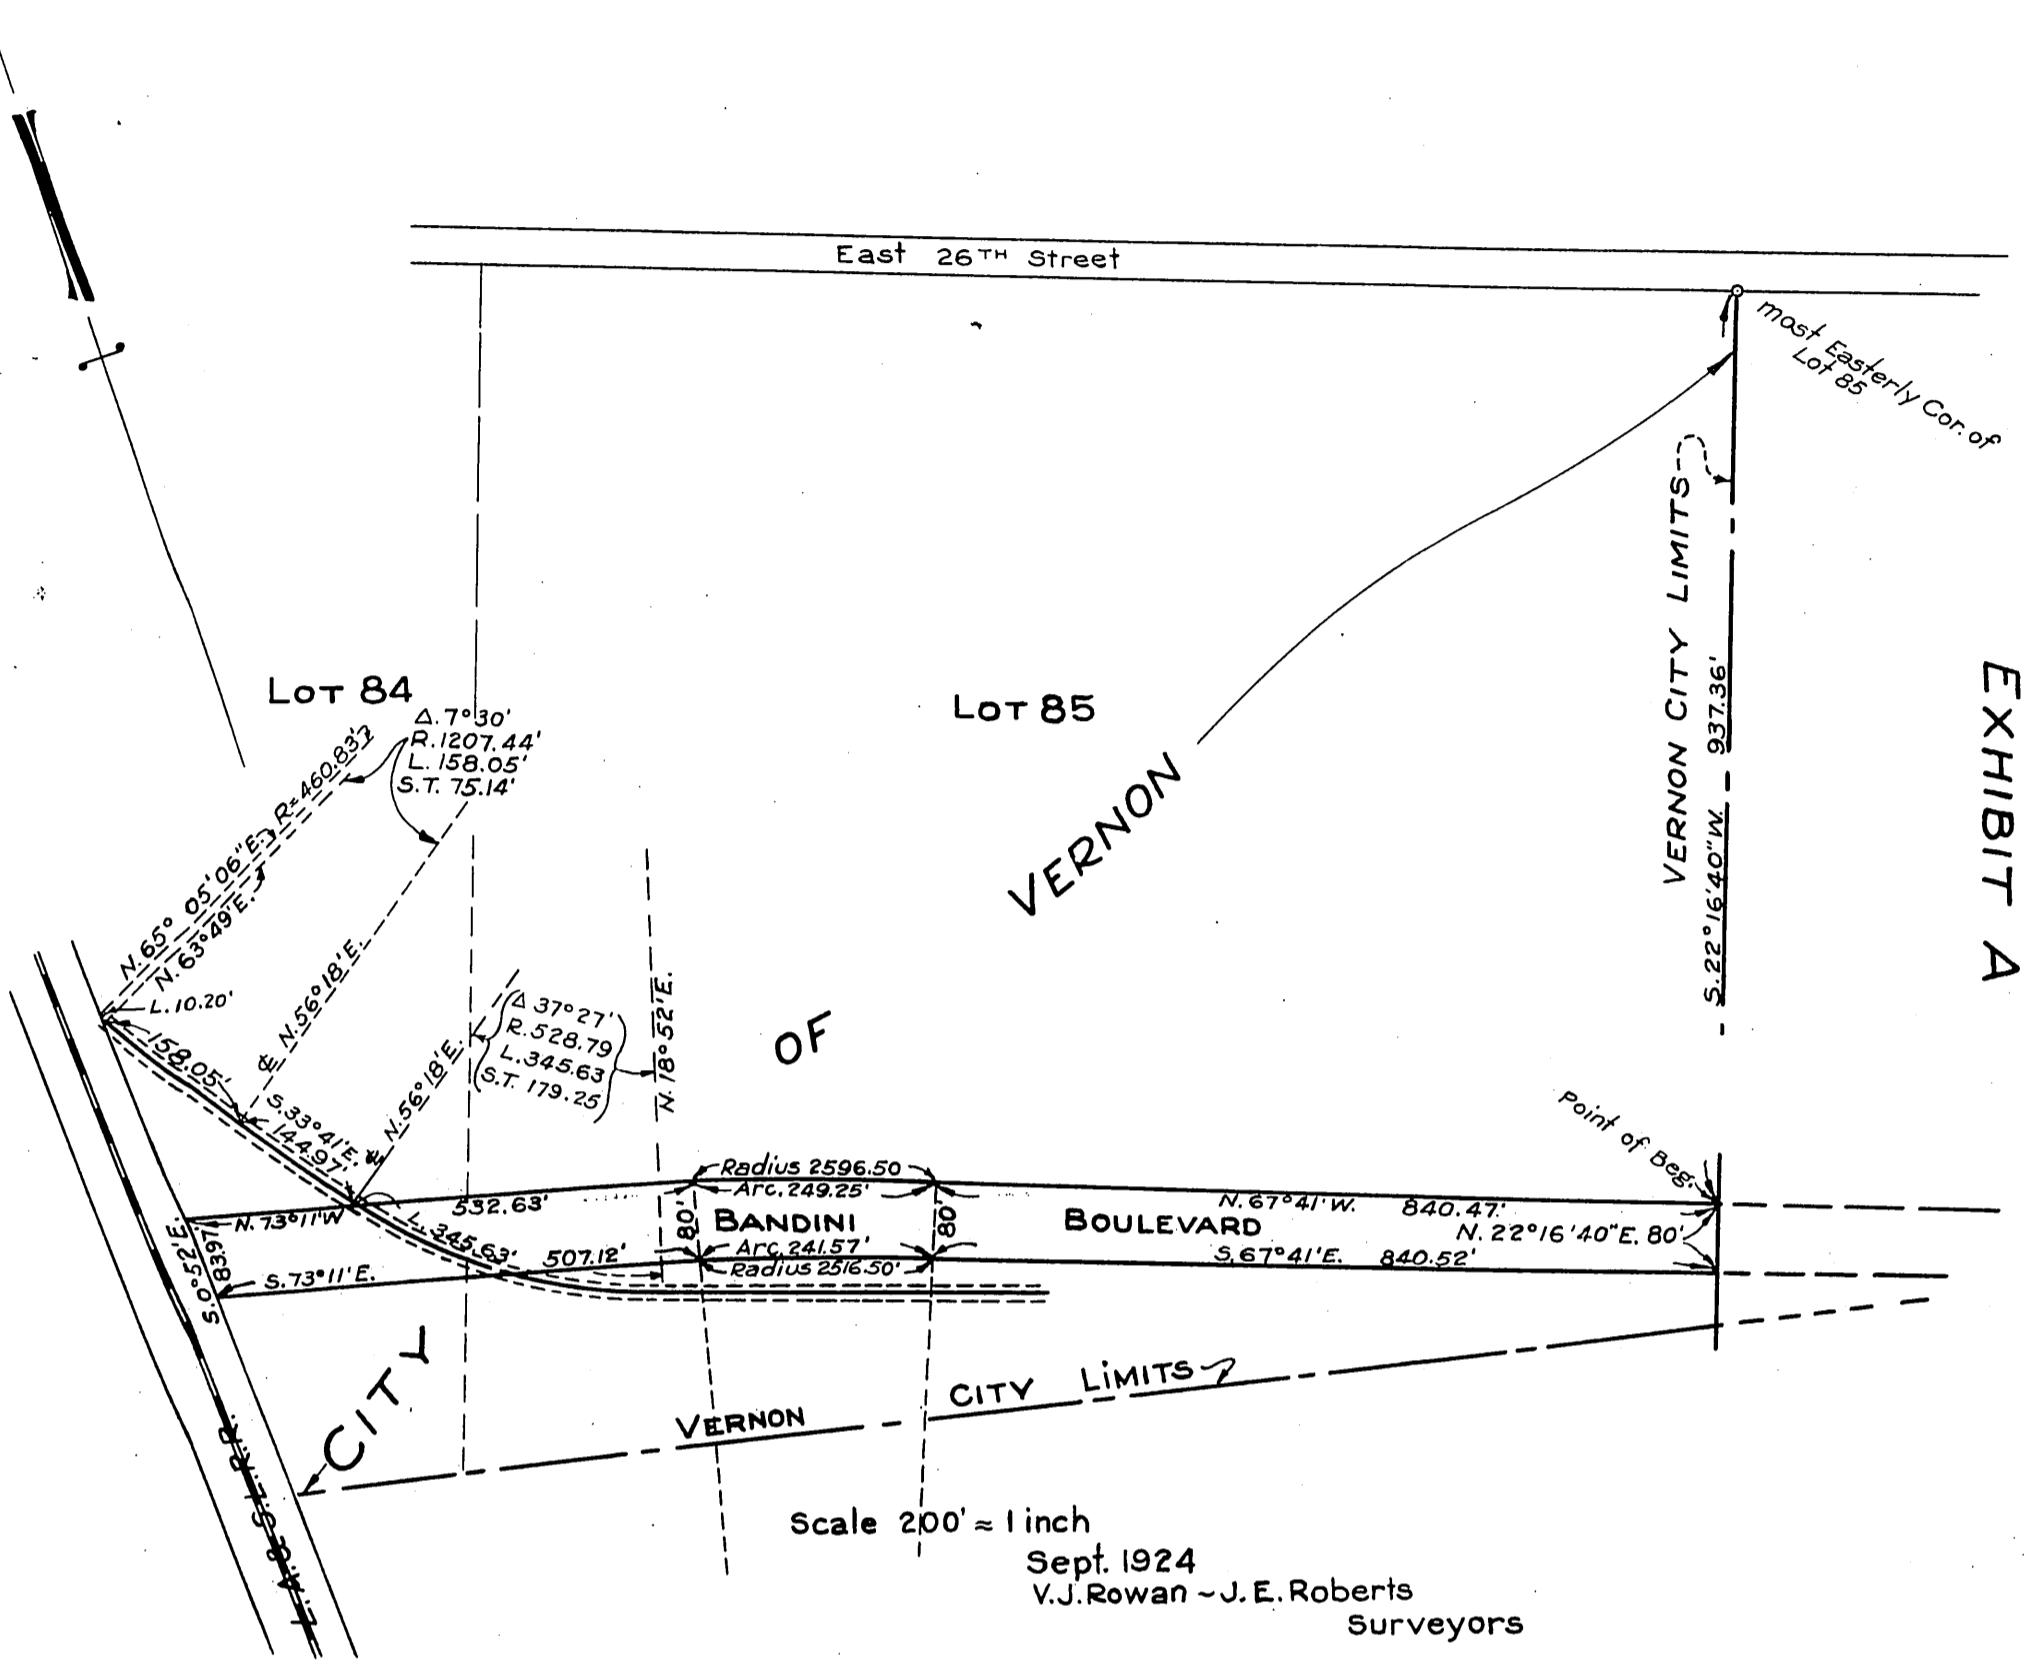 East 26TH Street
most Easterly Cor. of
Lot 85
VERNON CITY LIMITS
S.22°16'40"W. 937.36'
EXHIBIT A
LOT 84
LOT 85
Δ.7°30'
R.1207.44'
L.158.05'
S.T. 75.14'
N.65° 05'06"E. R=460.83'
N.63°49'E.
L.10.20'
158.05'
℄ N.56°18'E.
S.33°41'E.
144.97'
℄ N.56°18'E.
Δ 37°27'
R.528.79
L.345.63
S.T. 179.25
N.18°52'E.
CITY
OF
VERNON
Point of Beg.
Radius 2596.50
Arc.249.25'
N.73°11'W
532.63'
N.67°41'W. 840.47'
N.22°16'40"E. 80'
80'
BANDINI
80'
BOULEVARD
L.345.63'
507.12'
Arc.241.57'
Radius 2516.50'
S.67°41'E. 840.52'
S.73°11'E.
S.0°52'E.
83.97'
VERNON CITY LIMITS
L.A. & S.L.R.R.
Scale 200' ≈ 1 inch
Sept. 1924
V.J.Rowan ~ J.E.Roberts
Surveyors